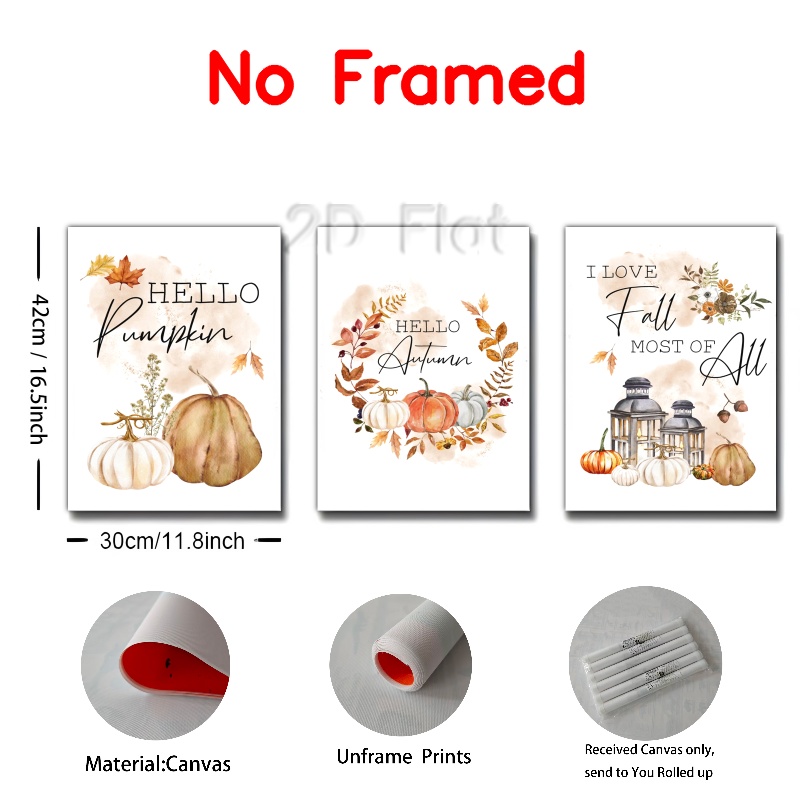 No Framed
2D Flat
HELLO
Pumpkin
HELLO
Autumn
I LOVE
Fall
MOST OF
All
42cm / 16.5inch
30cm/11.8inch
Material:Canvas
Unframe Prints
Received Canvas only,
send to You Rolled up